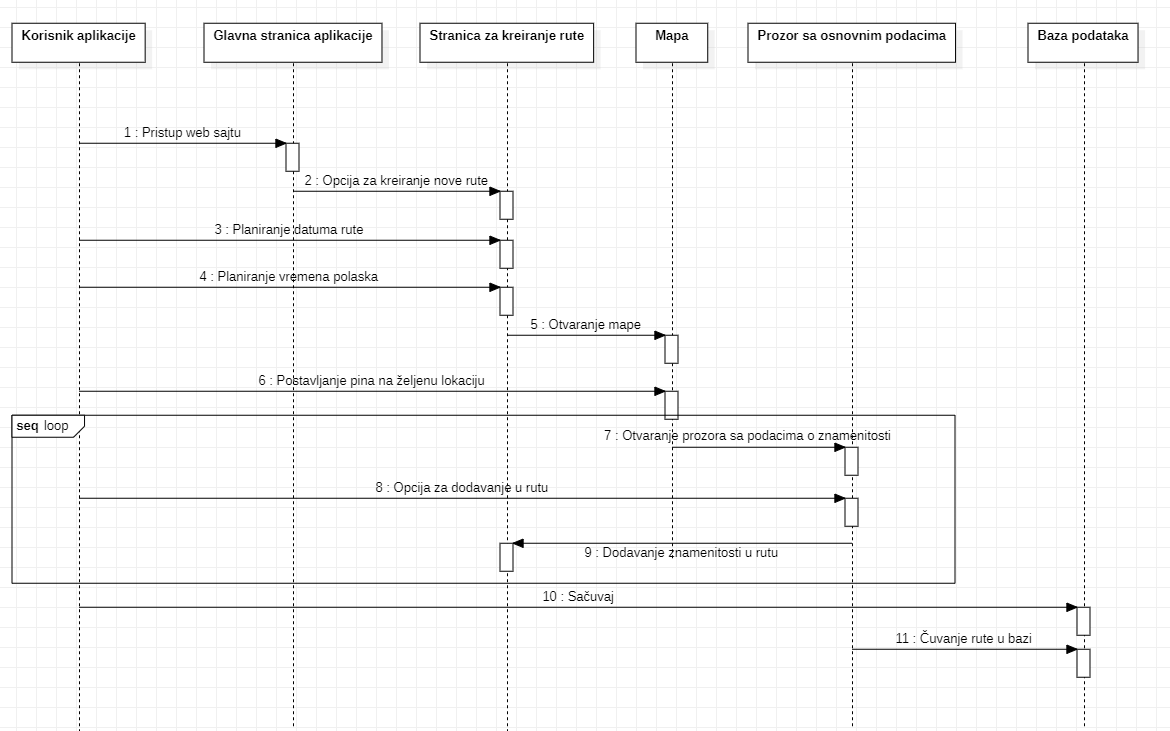 Korisnik aplikacije
Glavna stranica aplikacije
Stranica za kreiranje rute
Mapa
Prozor sa osnovnim podacima
Baza podataka
1 : Pristup web sajtu
2 : Opcija za kreiranje nove rute
3 : Planiranje datuma rute
4 : Planiranje vremena polaska
5 : Otvaranje mape
6 : Postavljanje pina na željenu lokaciju
seq loop
7 : Otvaranje prozora sa podacima o znamenitosti
8 : Opcija za dodavanje u rutu
9 : Dodavanje znamenitosti u rutu
10 : Sačuvaj
11 : Čuvanje rute u bazi